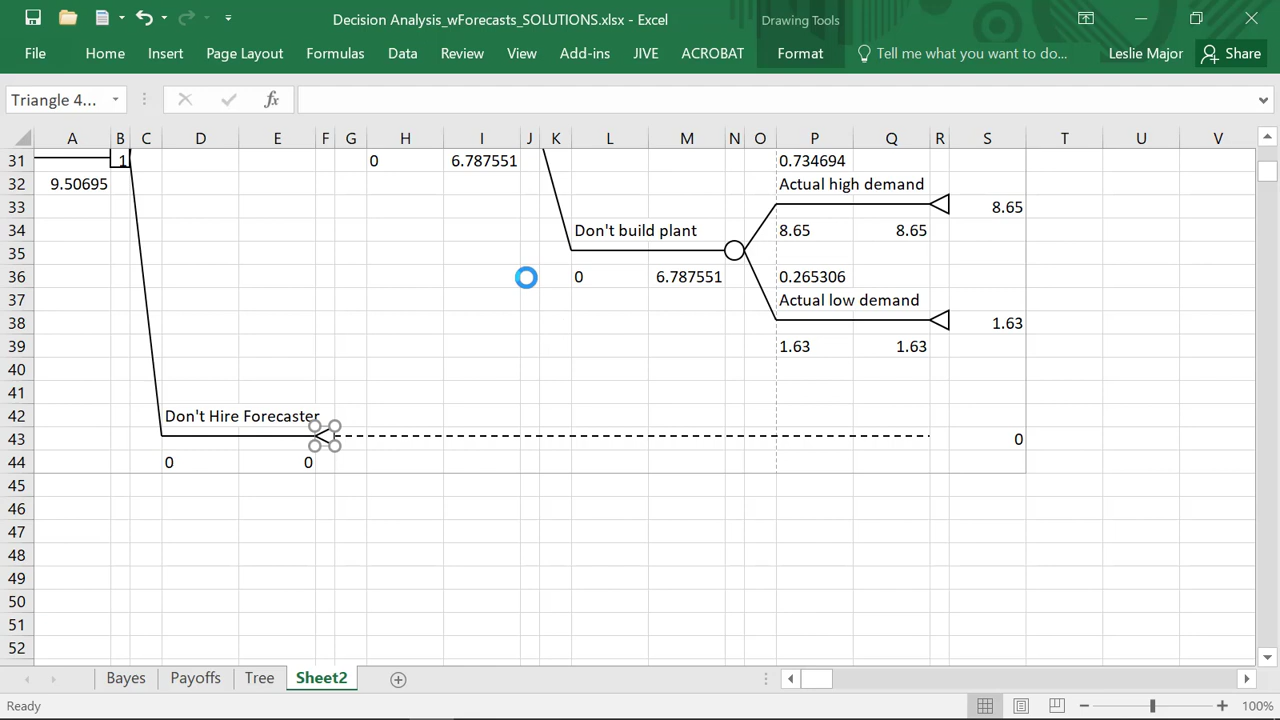 Decision Analysis_wForecasts_SOLUTIONS.xlsx - Excel
Drawing Tools
File Home Insert Page Layout Formulas Data Review View Add-ins JIVE ACROBAT Format Tell me what you want to do... Leslie Major Share
Triangle 4... fx
A B C D E F G H I J K L M N O P Q R S T U V
31 1 0 6.787551 0.734694
32 9.50695 Actual high demand
33 8.65
34 Don't build plant 8.65 8.65
35
36 0 6.787551 0.265306
37 Actual low demand
38 1.63
39 1.63 1.63
40
41
42 Don't Hire Forecaster
43 0
44 0 0
45
46
47
48
49
50
51
52
Bayes Payoffs Tree Sheet2
Ready 100%